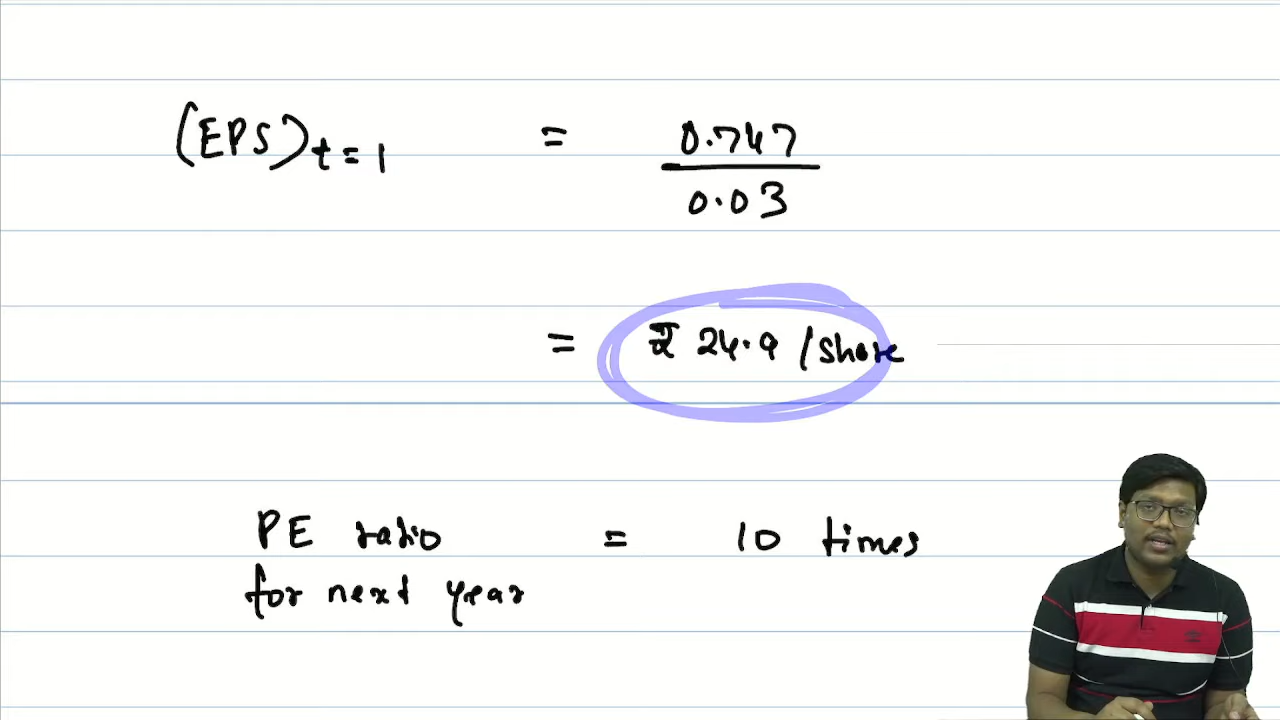 (EPS)t=1 = 0.747
0.03
= ₹ 24.9 /share
PE ratio = 10 times
for next year